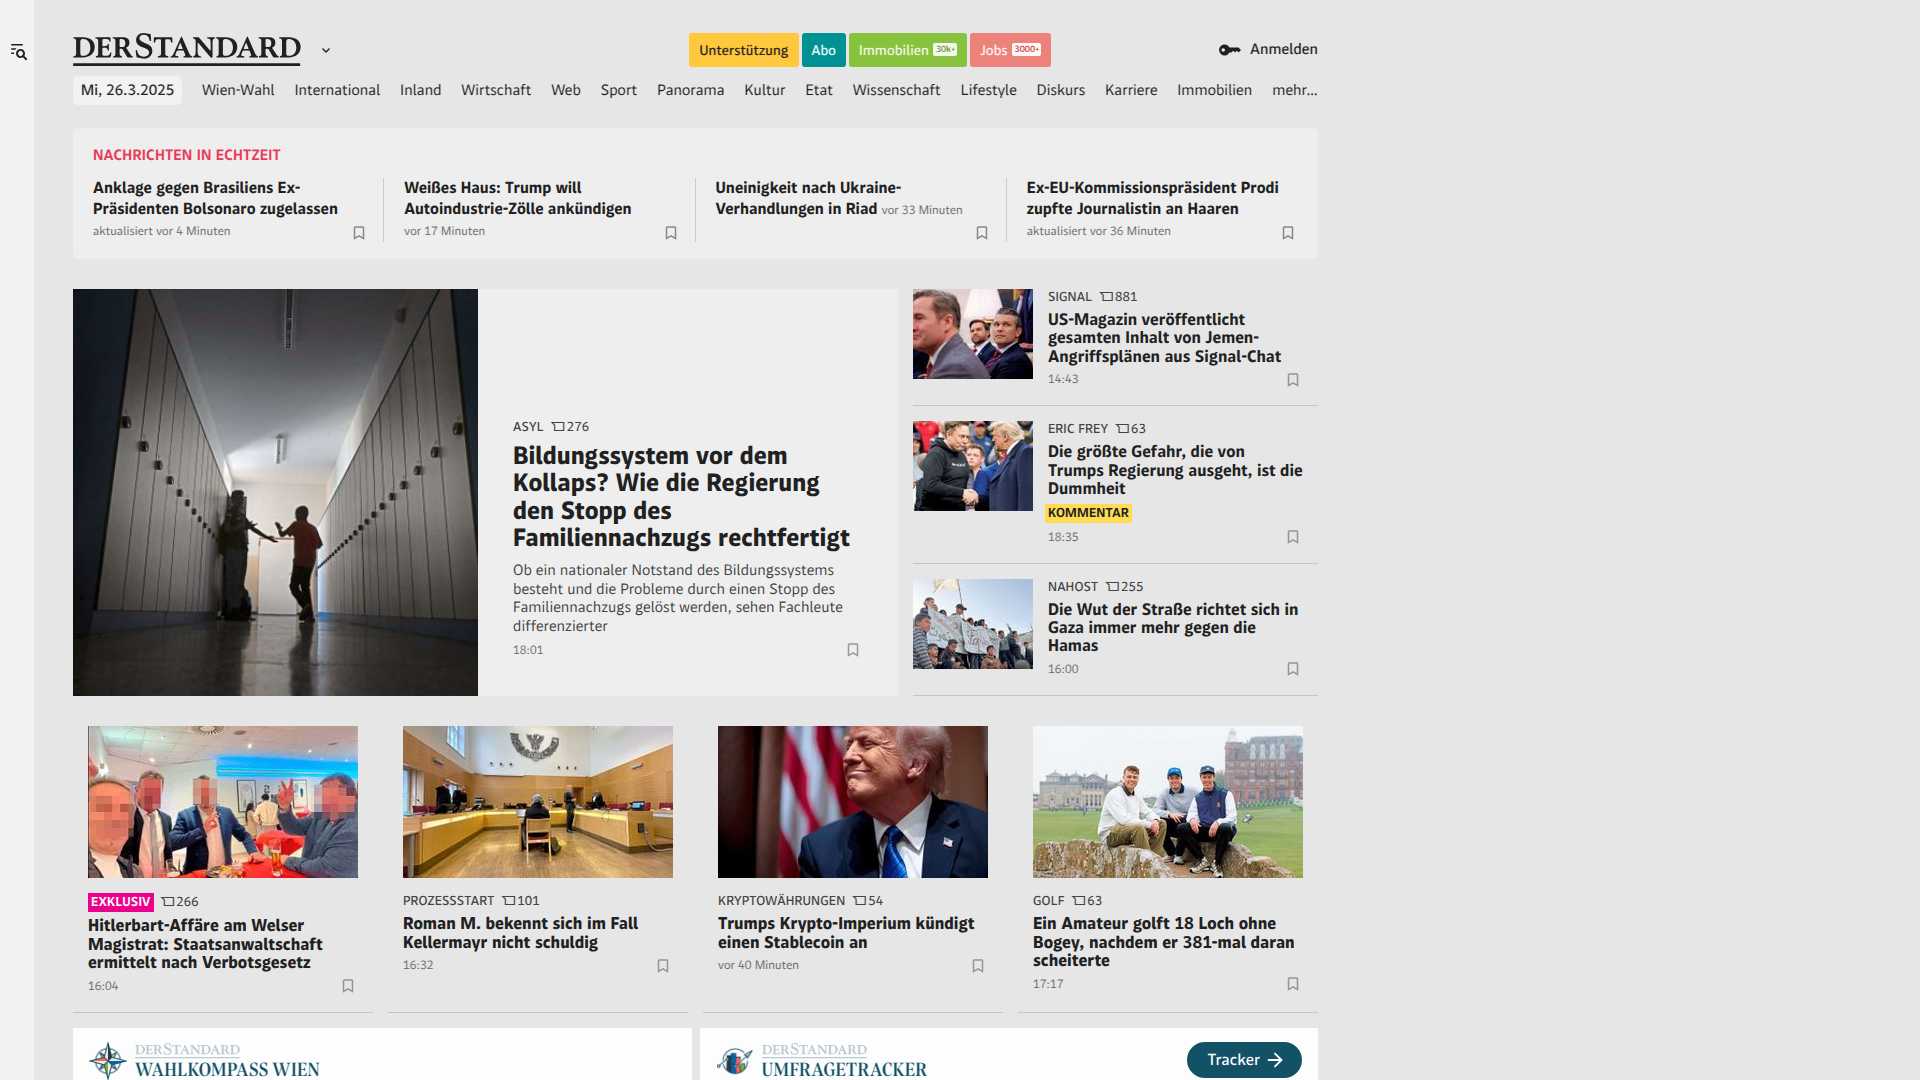 DERSTANDARD
Unterstützung
Abo
Immobilien 30k+
Jobs 3000+
Anmelden
Mi, 26.3.2025
Wien-Wahl
International
Inland
Wirtschaft
Web
Sport
Panorama
Kultur
Etat
Wissenschaft
Lifestyle
Diskurs
Karriere
Immobilien
mehr...
NACHRICHTEN IN ECHTZEIT
Anklage gegen Brasiliens Ex-
Präsidenten Bolsonaro zugelassen
aktualisiert vor 4 Minuten
Weißes Haus: Trump will
Autoindustrie-Zölle ankündigen
vor 17 Minuten
Uneinigkeit nach Ukraine-
Verhandlungen in Riad vor 33 Minuten
Ex-EU-Kommissionspräsident Prodi
zupfte Journalistin an Haaren
aktualisiert vor 36 Minuten
ASYL 276
Bildungssystem vor dem
Kollaps? Wie die Regierung
den Stopp des
Familiennachzugs rechtfertigt
Ob ein nationaler Notstand des Bildungssystems
besteht und die Probleme durch einen Stopp des
Familiennachzugs gelöst werden, sehen Fachleute
differenzierter
18:01
SIGNAL 881
US-Magazin veröffentlicht
gesamten Inhalt von Jemen-
Angriffsplänen aus Signal-Chat
14:43
ERIC FREY 63
Die größte Gefahr, die von
Trumps Regierung ausgeht, ist die
Dummheit
KOMMENTAR
18:35
NAHOST 255
Die Wut der Straße richtet sich in
Gaza immer mehr gegen die
Hamas
16:00
EXKLUSIV 266
Hitlerbart-Affäre am Welser
Magistrat: Staatsanwaltschaft
ermittelt nach Verbotsgesetz
16:04
PROZESSSTART 101
Roman M. bekennt sich im Fall
Kellermayr nicht schuldig
16:32
KRYPTOWÄHRUNGEN 54
Trumps Krypto-Imperium kündigt
einen Stablecoin an
vor 40 Minuten
GOLF 63
Ein Amateur golft 18 Loch ohne
Bogey, nachdem er 381-mal daran
scheiterte
17:17
DERSTANDARD
WAHLKOMPASS WIEN
DERSTANDARD
UMFRAGETRACKER
Tracker